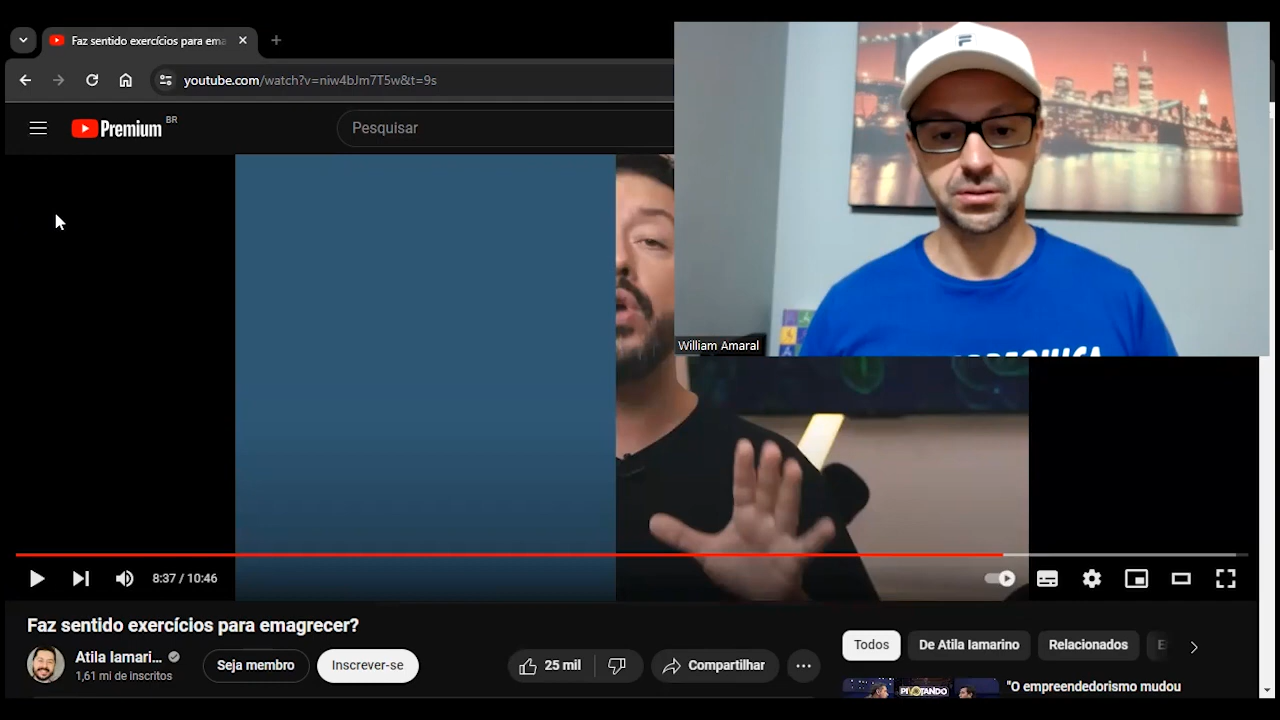 Faz sentido exercícios para ema
youtube.com/watch?v=niw4bJm7T5w&t=9s
Premium BR
Pesquisar
F
William Amaral
8:37 / 10:46
Faz sentido exercícios para emagrecer?
Atila Iamari...
1,61 mi de inscritos
Seja membro
Inscrever-se
25 mil
Compartilhar
Todos
De Atila Iamarino
Relacionados
PIVOTANDO
"O empreendedorismo mudou